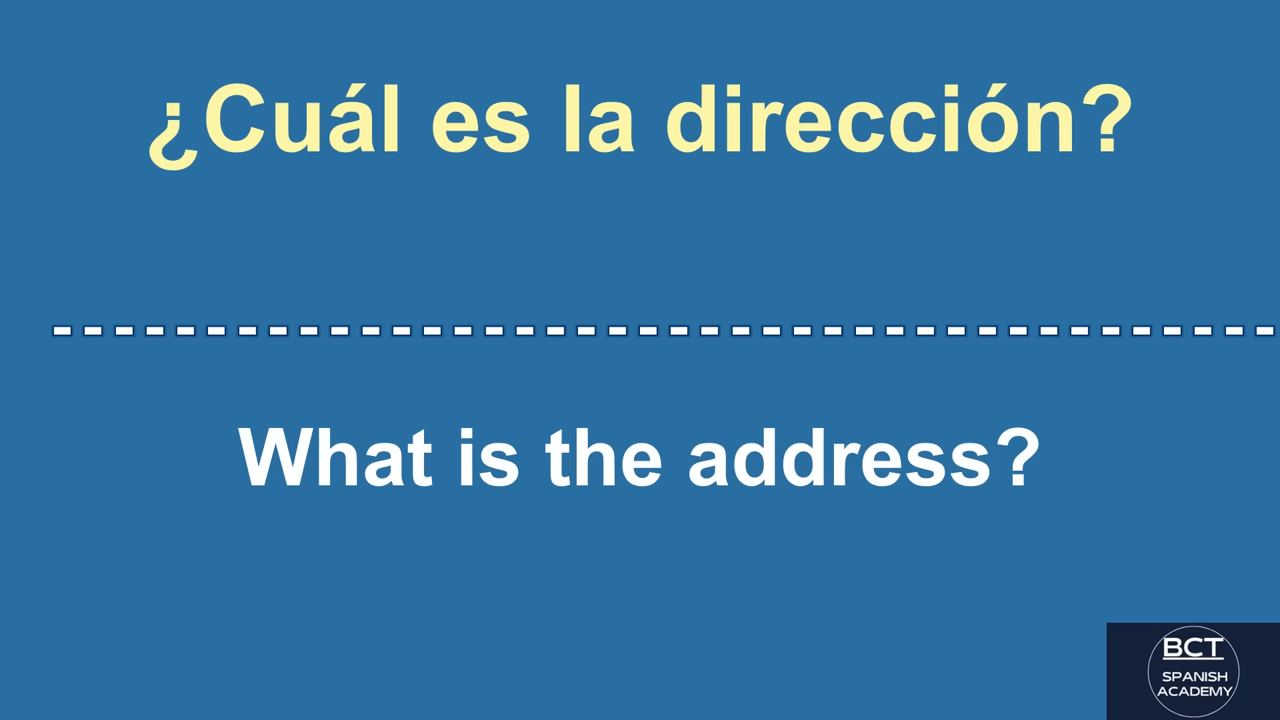 ¿Cuál es la dirección?
What is the address?
BCT
SPANISH
ACADEMY